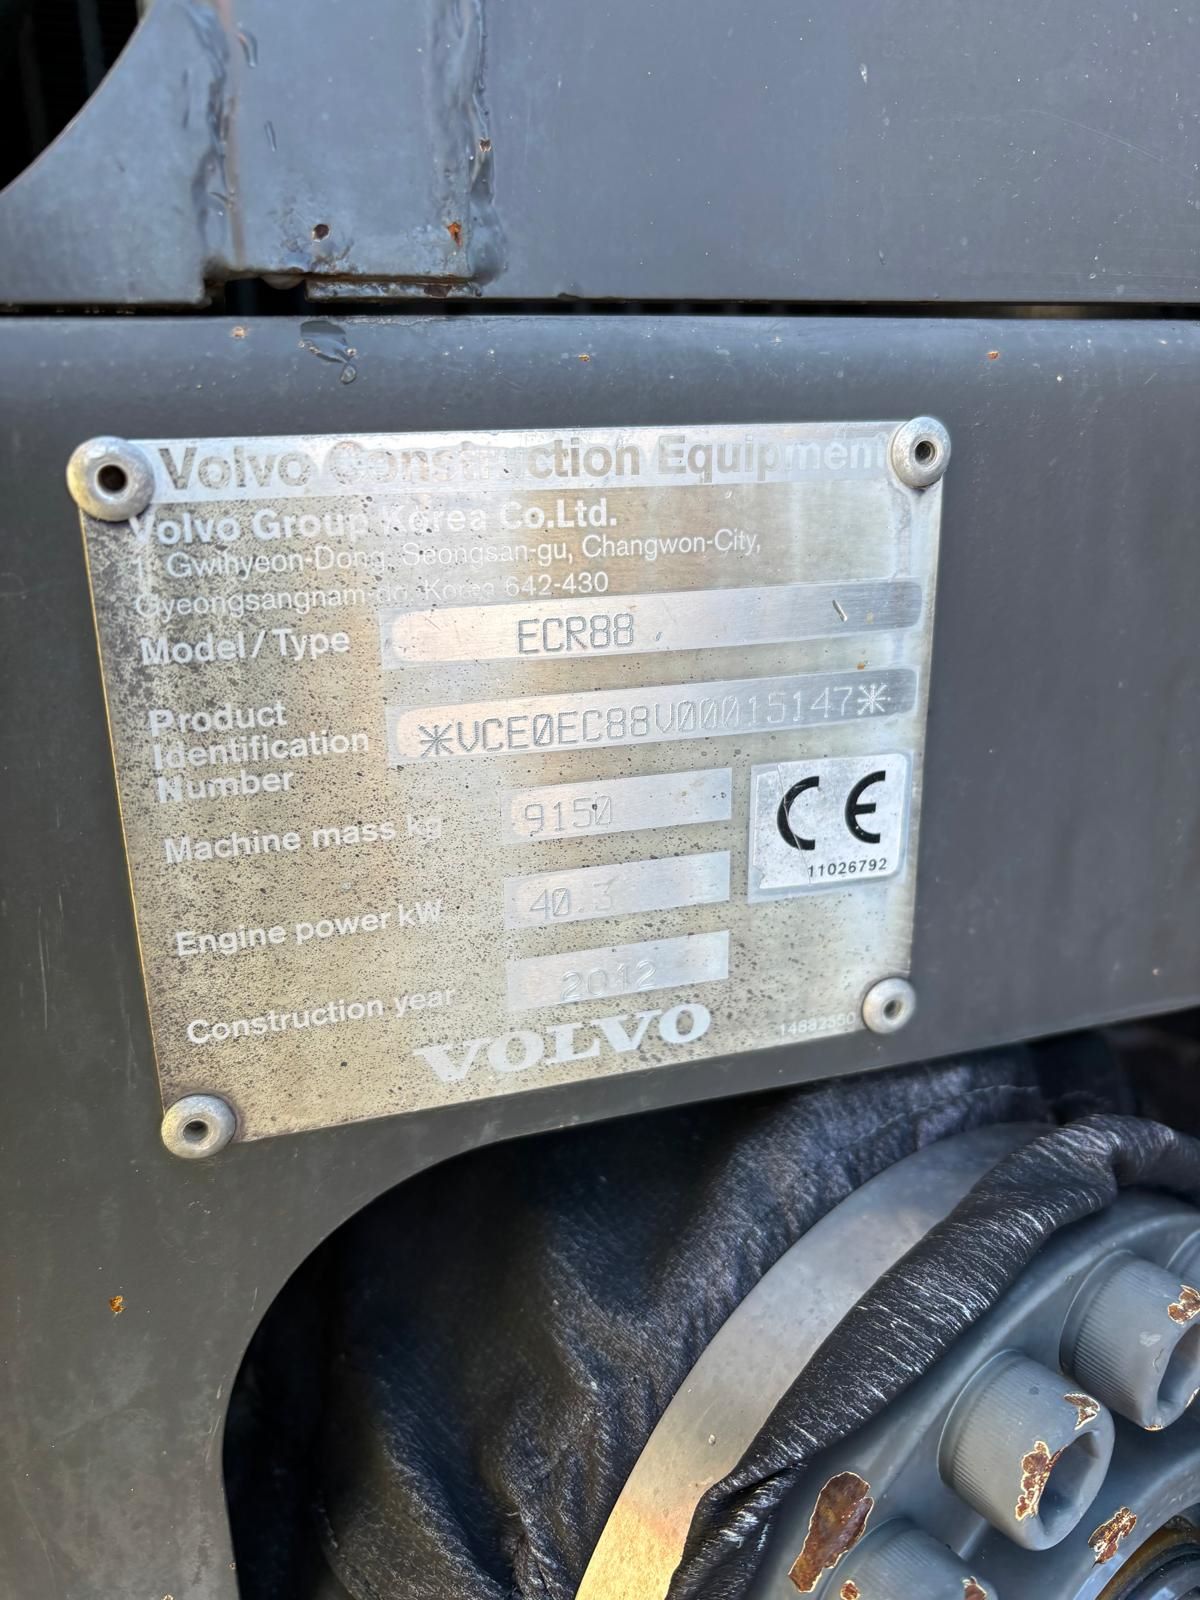 Volvo Construction Equipment
Volvo Group Korea Co.Ltd.
1, Gwihyeon-Dong, Seongsan-gu, Changwon-City,
Gyeongsangnam-do, Korea 642-430
Model/Type ECR88
Product
Identification
Number
*VCE0EC88V00015147*
Machine mass kg 9150
CE
11026792
Engine power kW 40.3
Construction year 2012
VOLVO
14882350